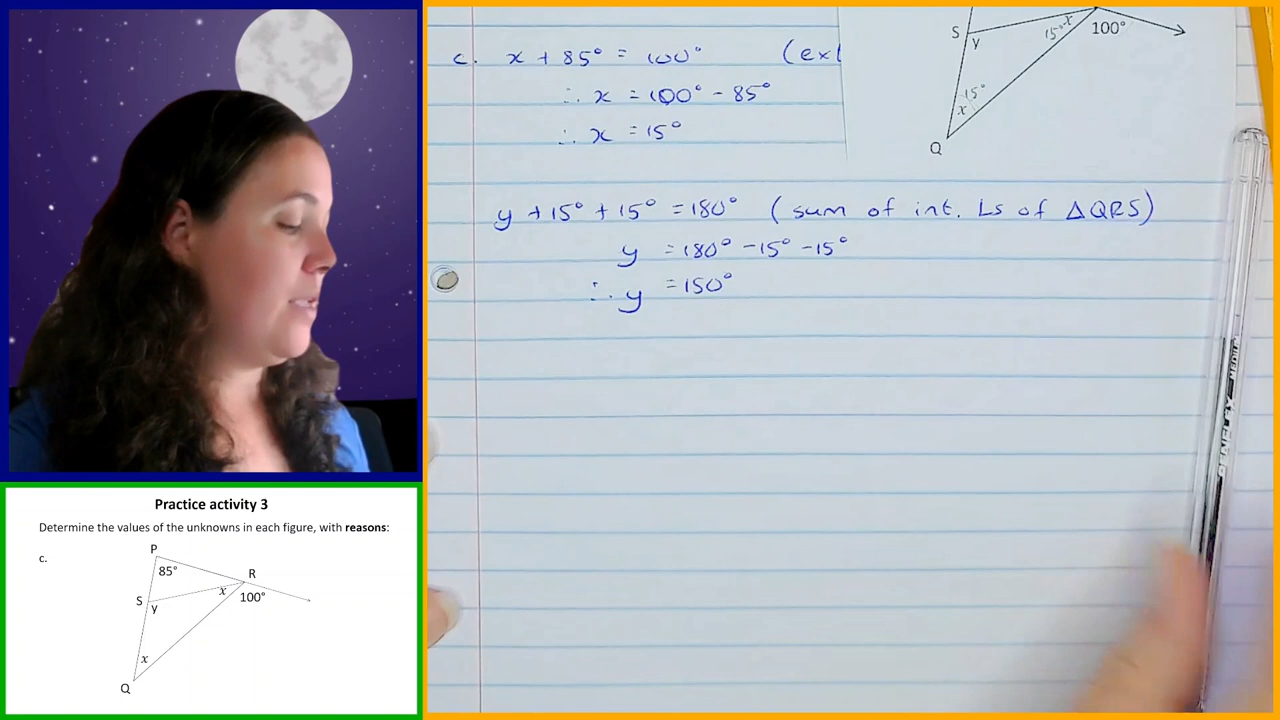 c. x + 85° = 100° (ext
∴ x = 100° - 85°
∴ x = 15°
y + 15° + 15° = 180° ( sum of int. Ls of ΔQRS)
y = 180° - 15° - 15°
∴ y = 150°
S
y
15° x
100°
15°
x
Q
Practice activity 3
Determine the values of the unknowns in each figure, with reasons:
c.
P
85°
R
S
y
x
100°
x
Q